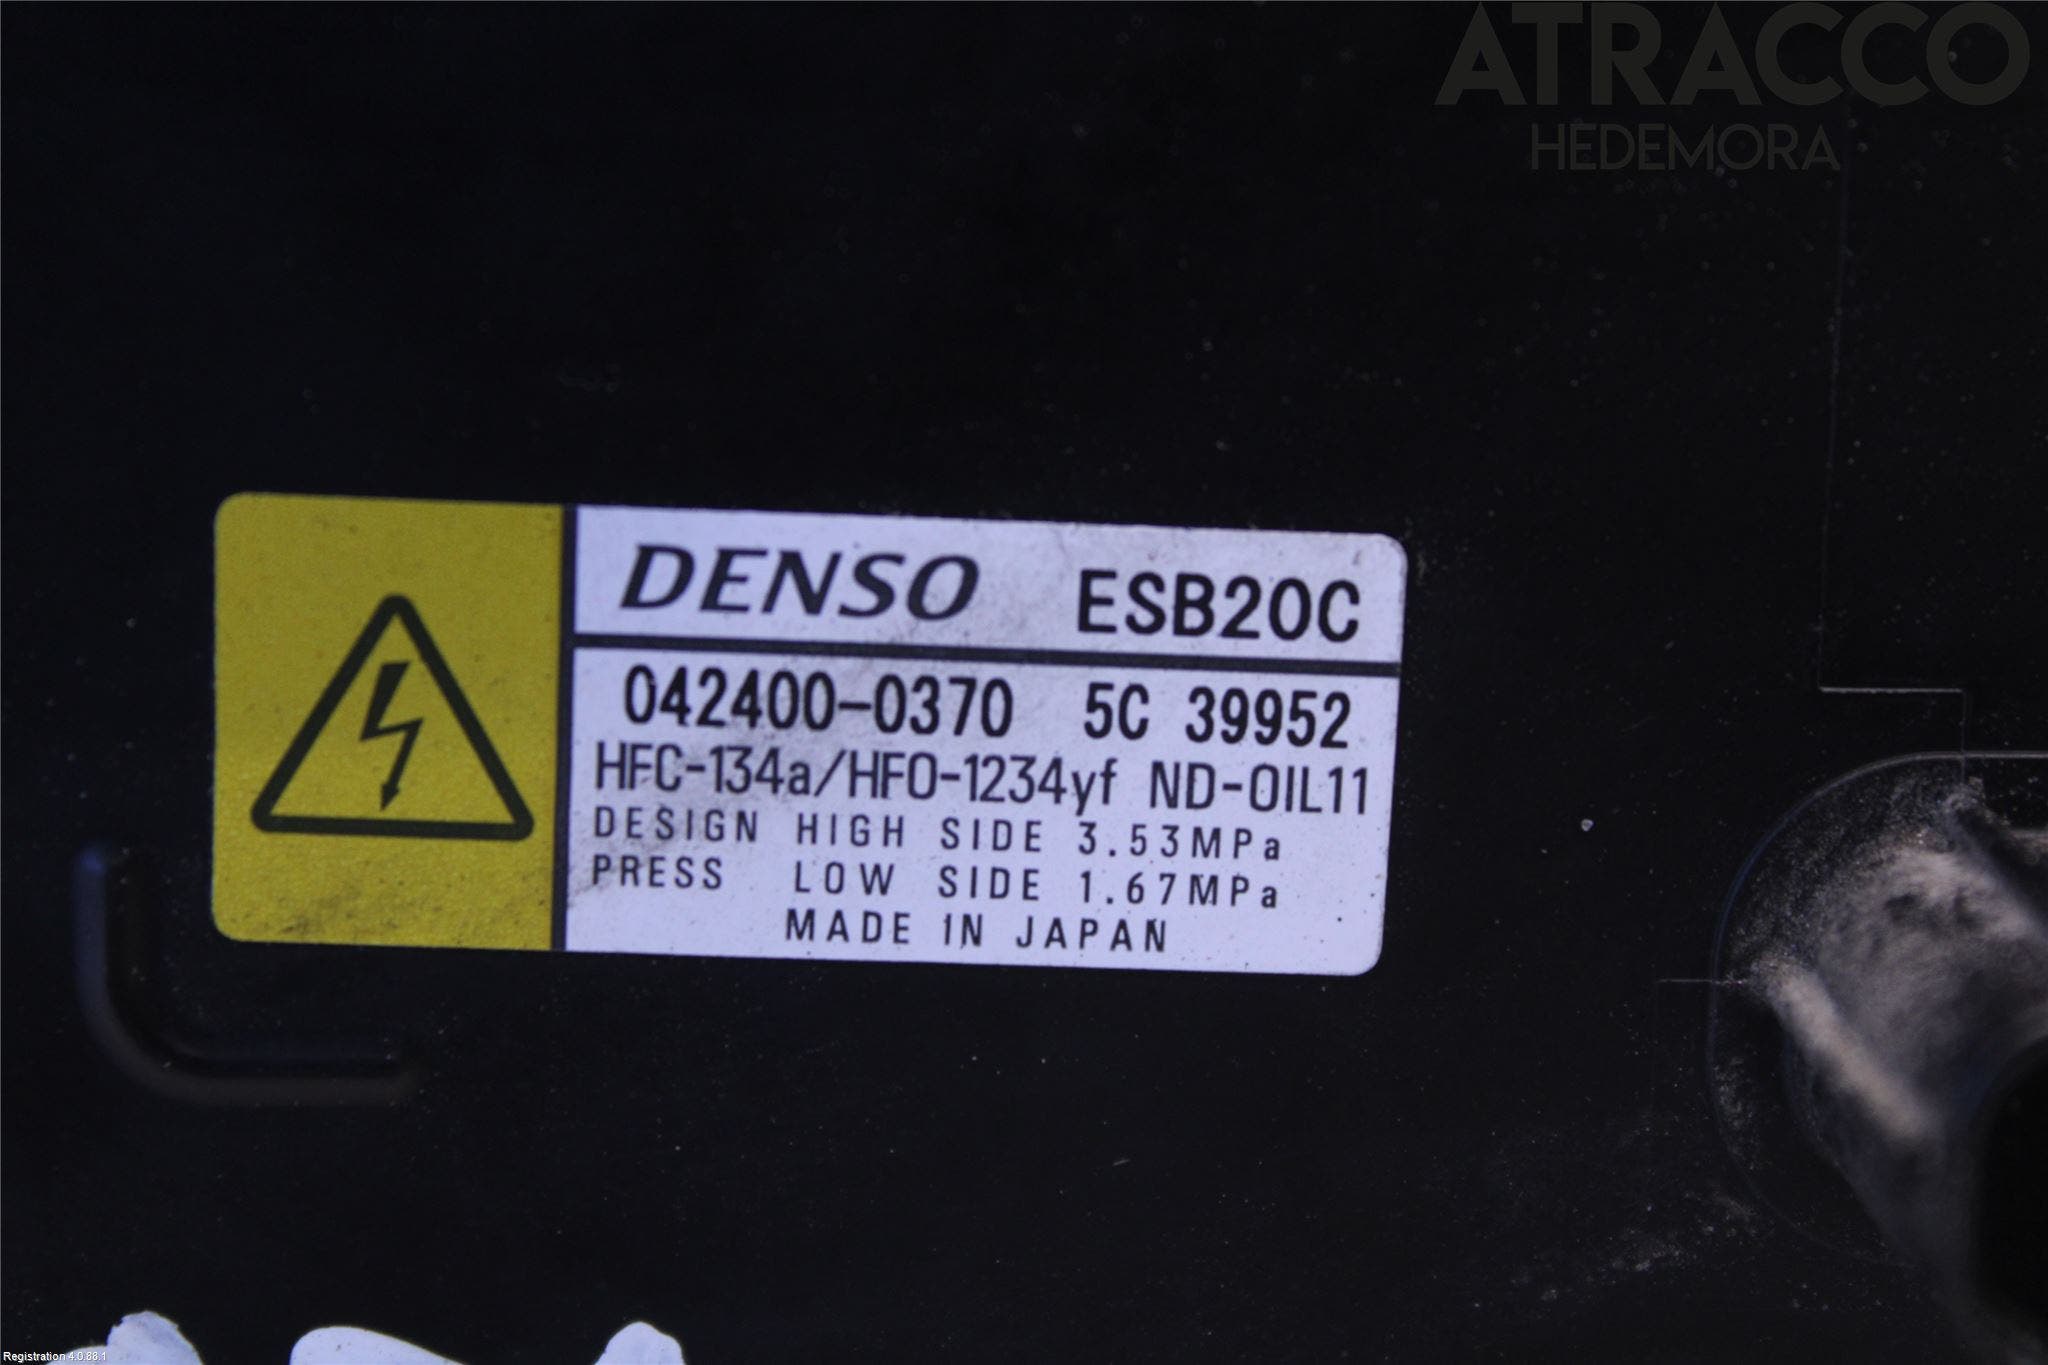 ATRACCO
HEDEMORA
DENSO ESB20C
042400-0370 5C 39952
HFC-134a/HFO-1234yf ND-OIL11
DESIGN HIGH SIDE 3.53MPa
PRESS LOW SIDE 1.67MPa
MADE IN JAPAN
Registration 4.0.88.1